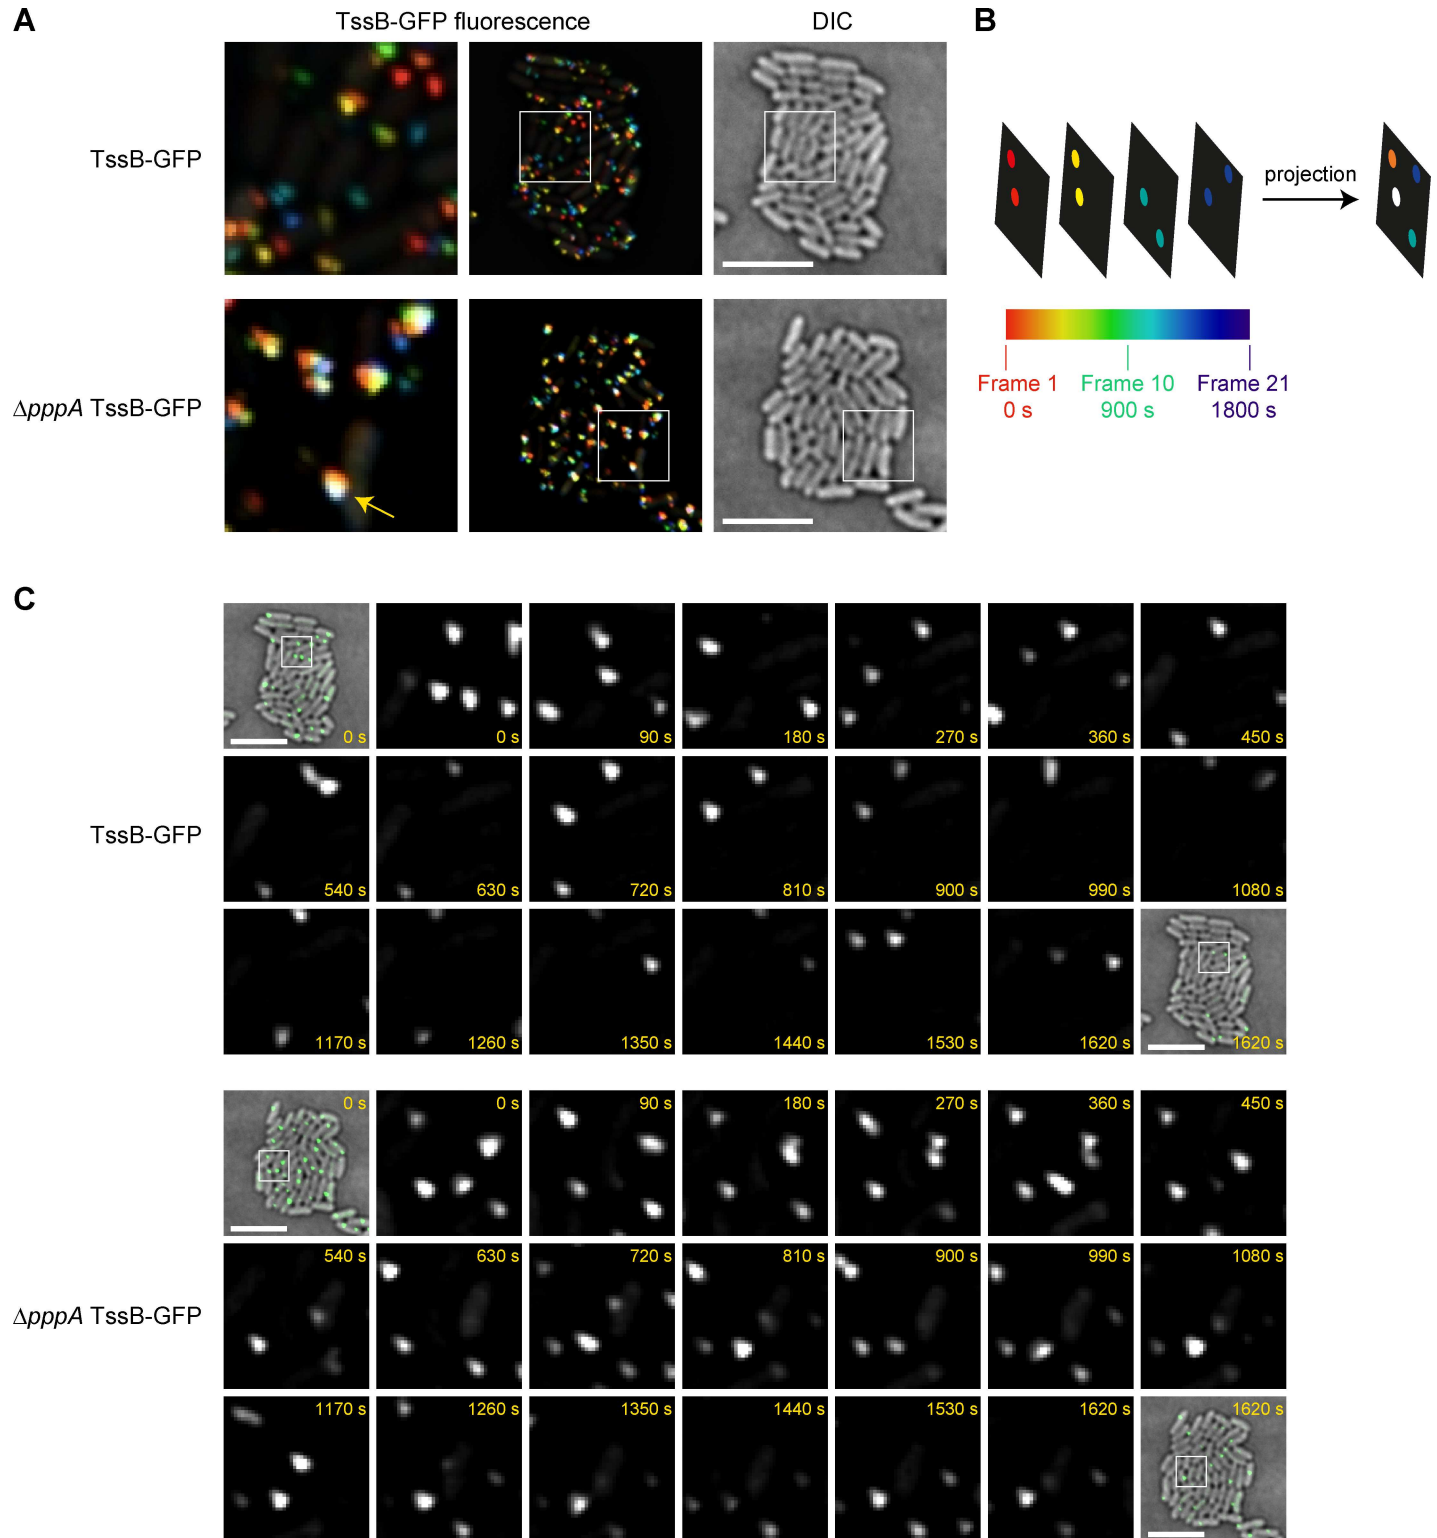 A
TssB-GFP fluorescence
DIC
B
TssB-GFP
projection
ΔpppA TssB-GFP
Frame 1
Frame 10
Frame 21
0 s
900 s
1800 s
C
0 s
0 s
90 s
180 s
270 s
360 s
450 s
TssB-GFP
540 s
630 s
720 s
810 s
900 s
990 s
1080 s
1170 s
1260 s
1350 s
1440 s
1530 s
1620 s
1620 s
0 s
0 s
90 s
180 s
270 s
360 s
450 s
ΔpppA TssB-GFP
540 s
630 s
720 s
810 s
900 s
990 s
1080 s
1170 s
1260 s
1350 s
1440 s
1530 s
1620 s
1620 s